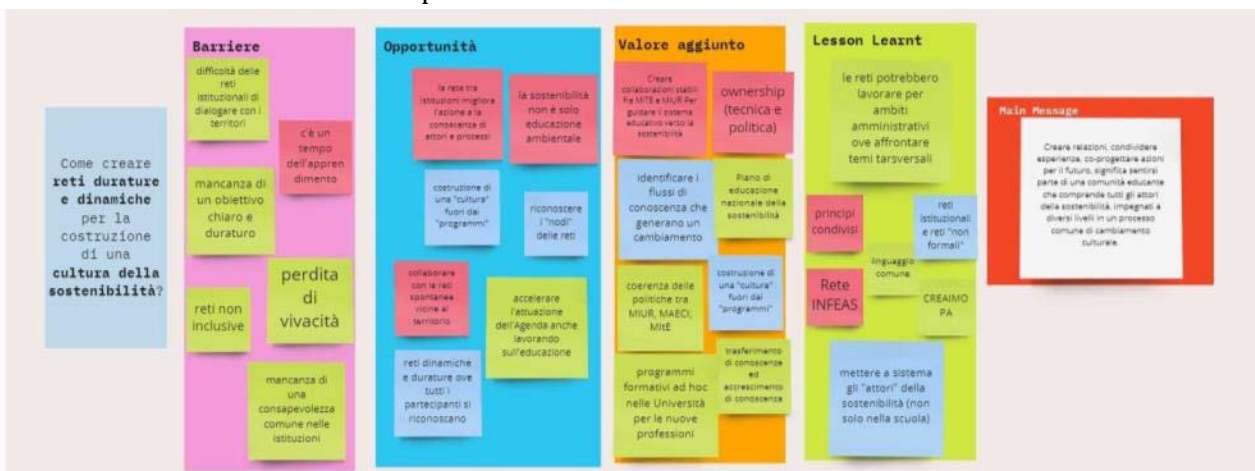 Come creare
reti durature
e dinamiche
per la
costruzione
di una
cultura della
sostenibilità?
Barriere
difficoltà delle
reti
istituzionali di
dialogare con i
territori
c'è un
tempo
dell'appren
dimento
mancanza di
un obiettivo
chiaro e
duraturo
perdita
di
vivacità
reti non
inclusive
mancanza di
una
consapevolezza
comune nelle
istituzioni
Opportunità
la rete tra
istituzioni migliora
l'azione a la
conoscenza di
attori e processi
la sostenibilità
non è solo
educazione
ambientale
costruzione di
una "cultura"
fuori dai
"programmi"
riconoscere
i "nodi"
delle reti
collaborare
con le reti
spontanee
vicine al
territorio
accelerare
l'attuazione
dell'Agenda anche
lavorando
sull'educazione
reti dinamiche
e durature ove
tutti i
partecipanti si
riconoscano
Valore aggiunto
Creare
collaborazioni stabili
fra MITE e MIUR Per
guidare il sistema
educativo verso la
sostenibilità
ownership
(tecnica e
politica)
identificare i
flussi di
conoscenza che
generano un
cambiamento
Piano di
educazione
nazionale della
sostenibilità
coerenza delle
politiche tra
MIUR, MAECI,
MItE
costruzione di
una "cultura"
fuori dai
"programmi"
programmi
formativi ad hoc
nelle Università
per le nuove
professioni
trasferimento
di conoscenze
ed
accrescimento
di conoscenza
Lesson Learnt
le reti potrebbero
lavorare per
ambiti
amministrativi
ove affrontare
temi tarsversali
principi
condivisi
linguaggio
comune
reti
istituzionali
e reti "non
formali"
Rete
INFEAS
CREAIMO
PA
mettere a sistema
gli "attori" della
sostenibilità (non
solo nella scuola)
Main Message
Creare relazioni, condividere
esperienze, co-progettare azioni
per il futuro, significa sentirsi
parte di una comunità educante
che comprende tutti gli attori
della sostenibilità, impegnati a
diversi livelli in un processo
comune di cambiamento
culturale.